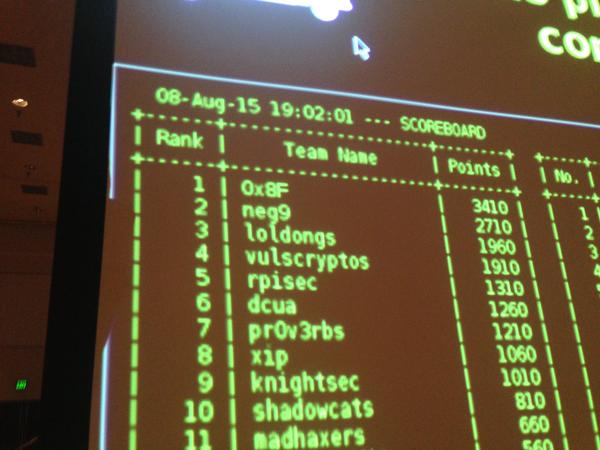 08-Aug-15 19:02:01 --- SCOREBOARD
Rank | Team Name | Points | No.
1 | 0x8F | 3410 | 1
2 | neg9 | 2710 | 2
3 | loldongs | 1960 | 3
4 | vulscryptos | 1910 | 4
5 | rpisec | 1310
6 | dcua | 1260
7 | pr0v3rbs | 1210
8 | xip | 1060
9 | knightsec | 1010
10 | shadowcats | 810
11 | madhaxers | 660
560